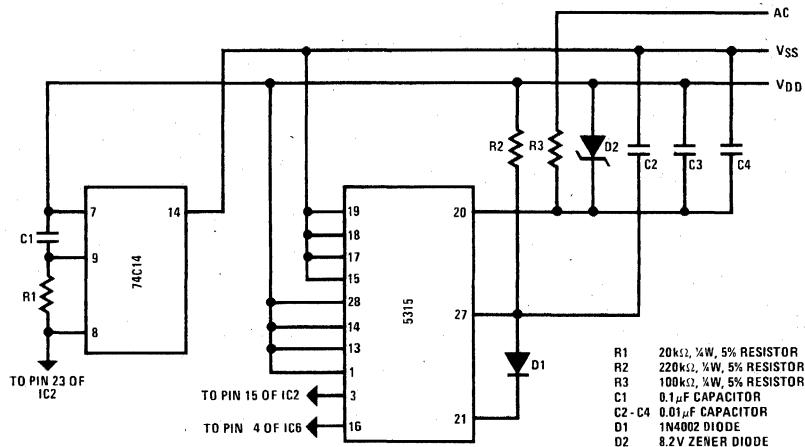 AC
VSS
VDD
R2
R3
D2
C2
C3
C4
7
14
C1
9
R1
8
74C14
TO PIN 23 OF
IC2
19
18
17
15
28
14
13
1
3
16
5315
20
27
21
D1
TO PIN 15 OF IC2
TO PIN 4 OF IC6
R1 20kΩ, ¼W, 5% RESISTOR
R2 220kΩ, ¼W, 5% RESISTOR
R3 100kΩ, ¼W, 5% RESISTOR
C1 0.1μF CAPACITOR
C2-C4 0.01μF CAPACITOR
D1 1N4002 DIODE
D2 8.2V ZENER DIODE